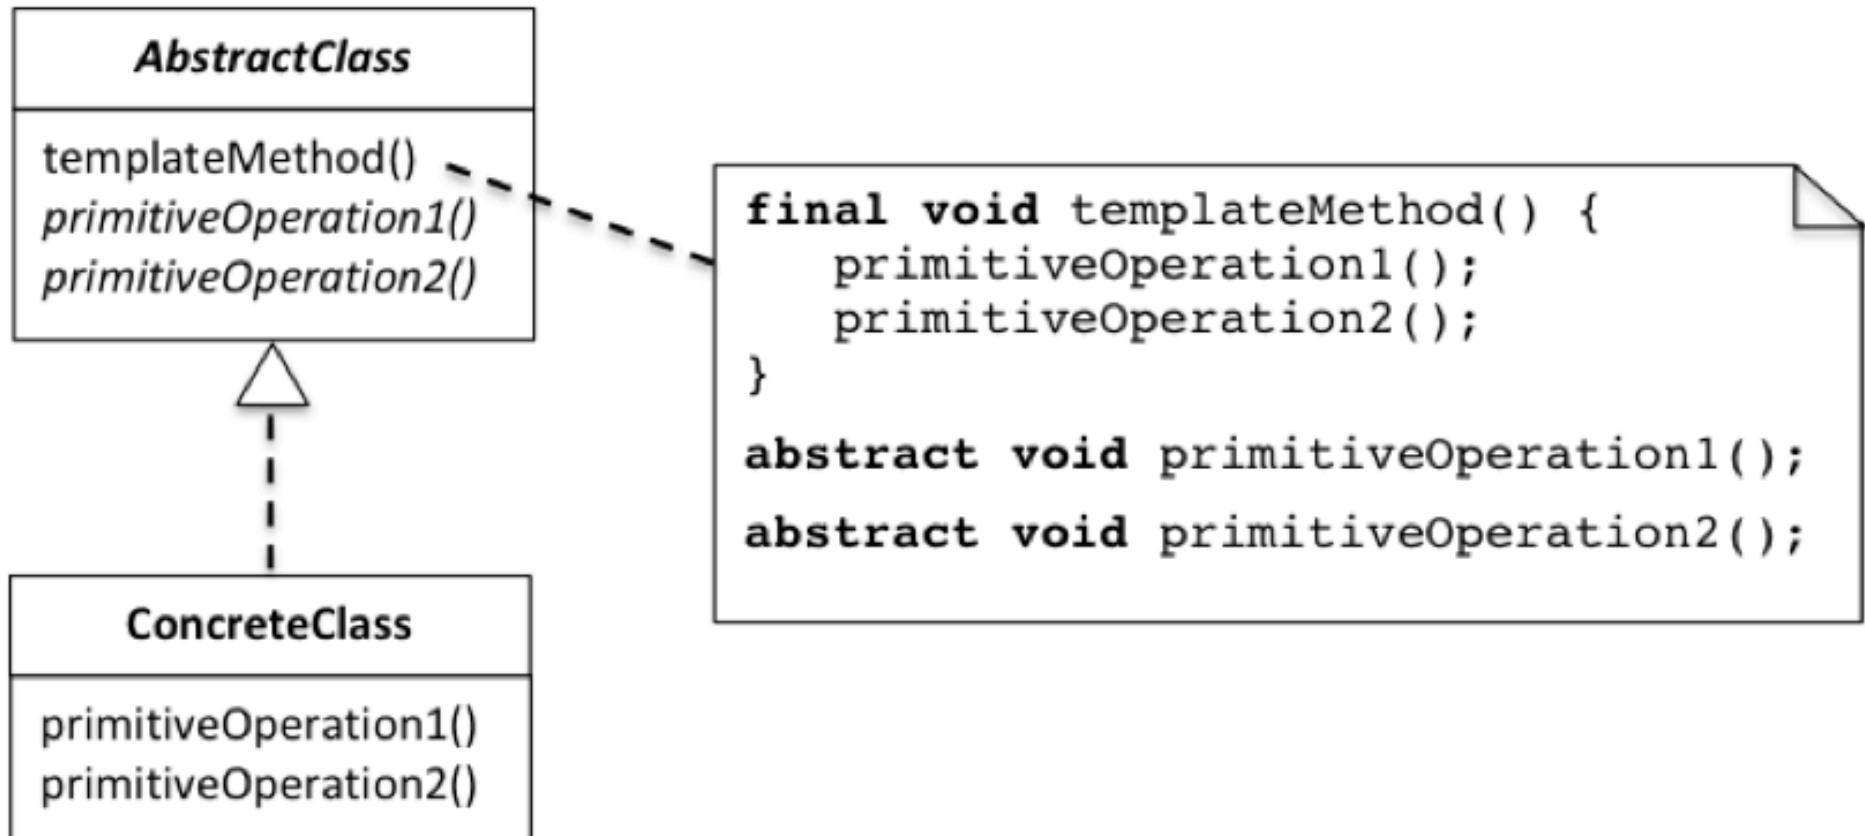 AbstractClass
templateMethod()
primitiveOperation1()
primitiveOperation2()
final void templateMethod() {
primitiveOperation1();
primitiveOperation2();
}
abstract void primitiveOperation1();
abstract void primitiveOperation2();
ConcreteClass
primitiveOperation1()
primitiveOperation2()